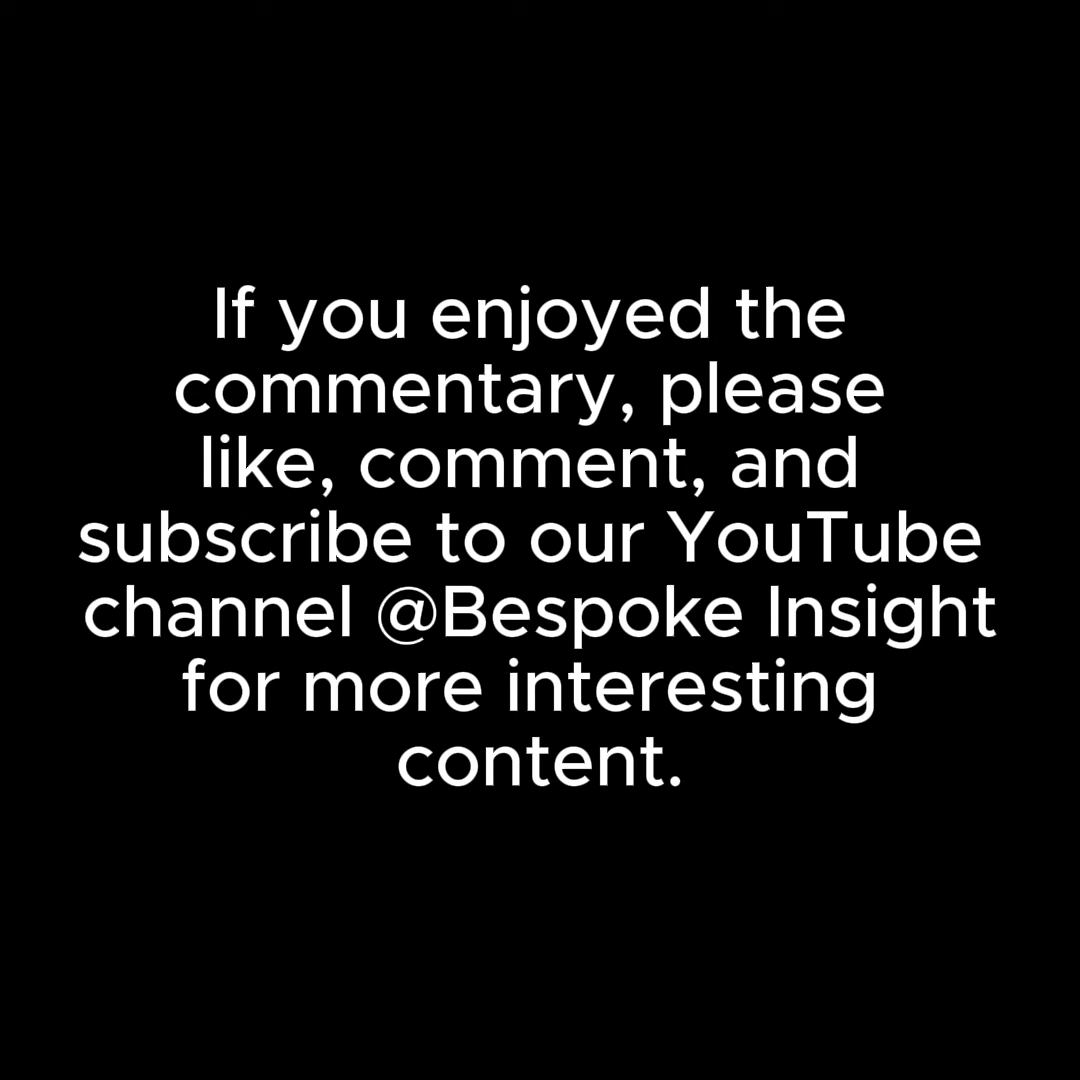 If you enjoyed the
commentary, please
like, comment, and
subscribe to our YouTube
channel @Bespoke Insight
for more interesting
content.